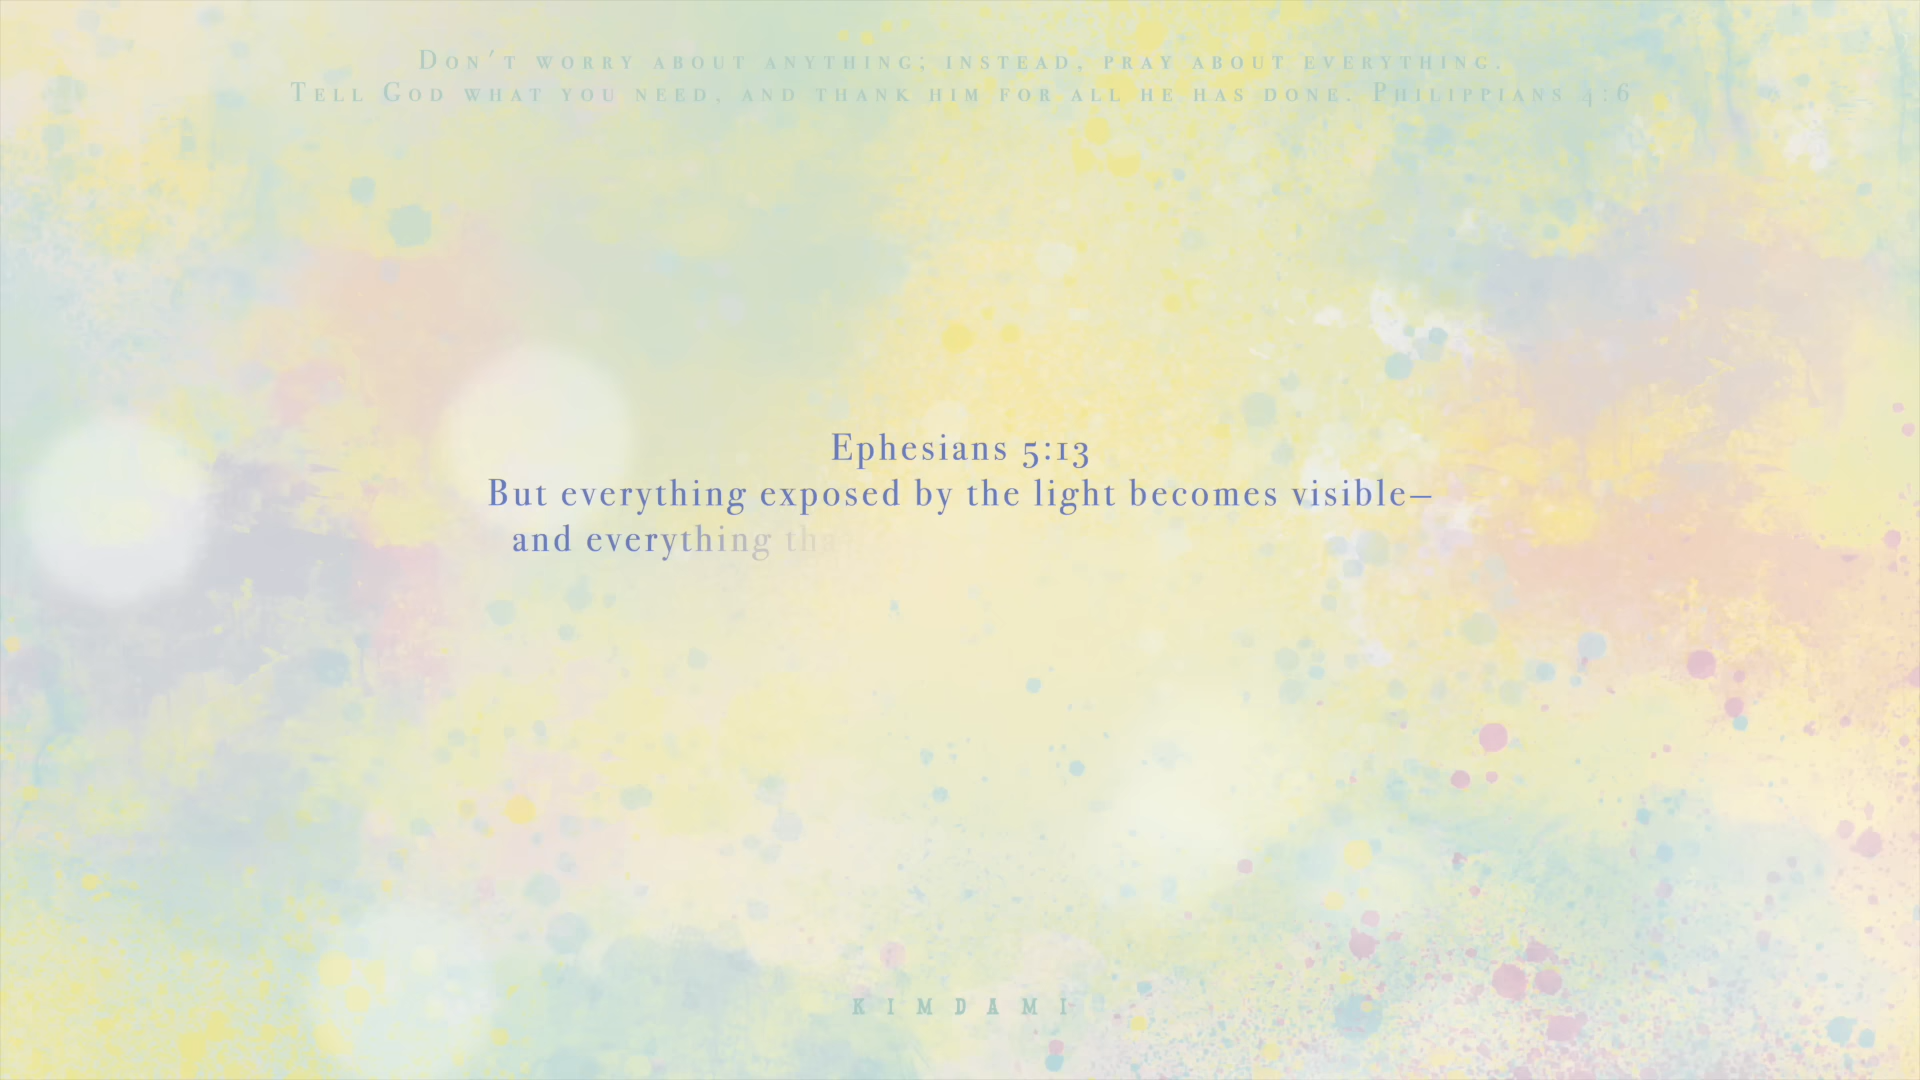 Don't worry about anything; instead, pray about everything.
Tell God what you need, and thank him for all he has done. Philippians 4:6
Ephesians 5:13
But everything exposed by the light becomes visible—
and everything tha
KIMDAMI